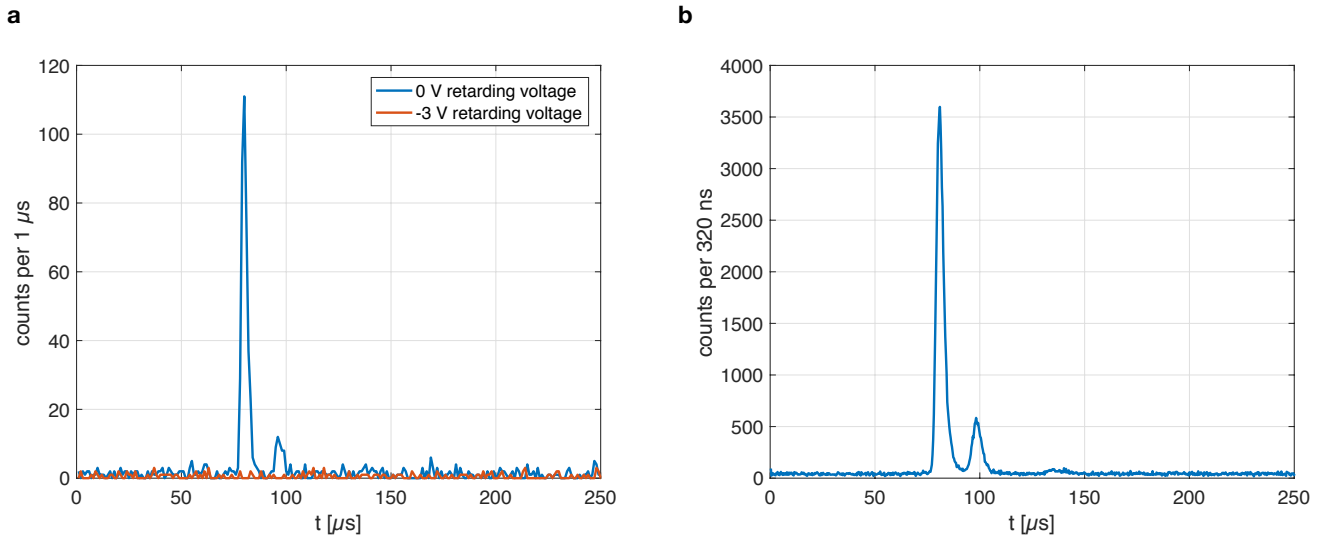 a
counts per 1 µs
120
100
80
60
40
20
0
0 V retarding voltage
-3 V retarding voltage
0 50 100 150 200 250
t [µs]
b
counts per 320 ns
4000
3500
3000
2500
2000
1500
1000
500
0
0 50 100 150 200 250
t [µs]